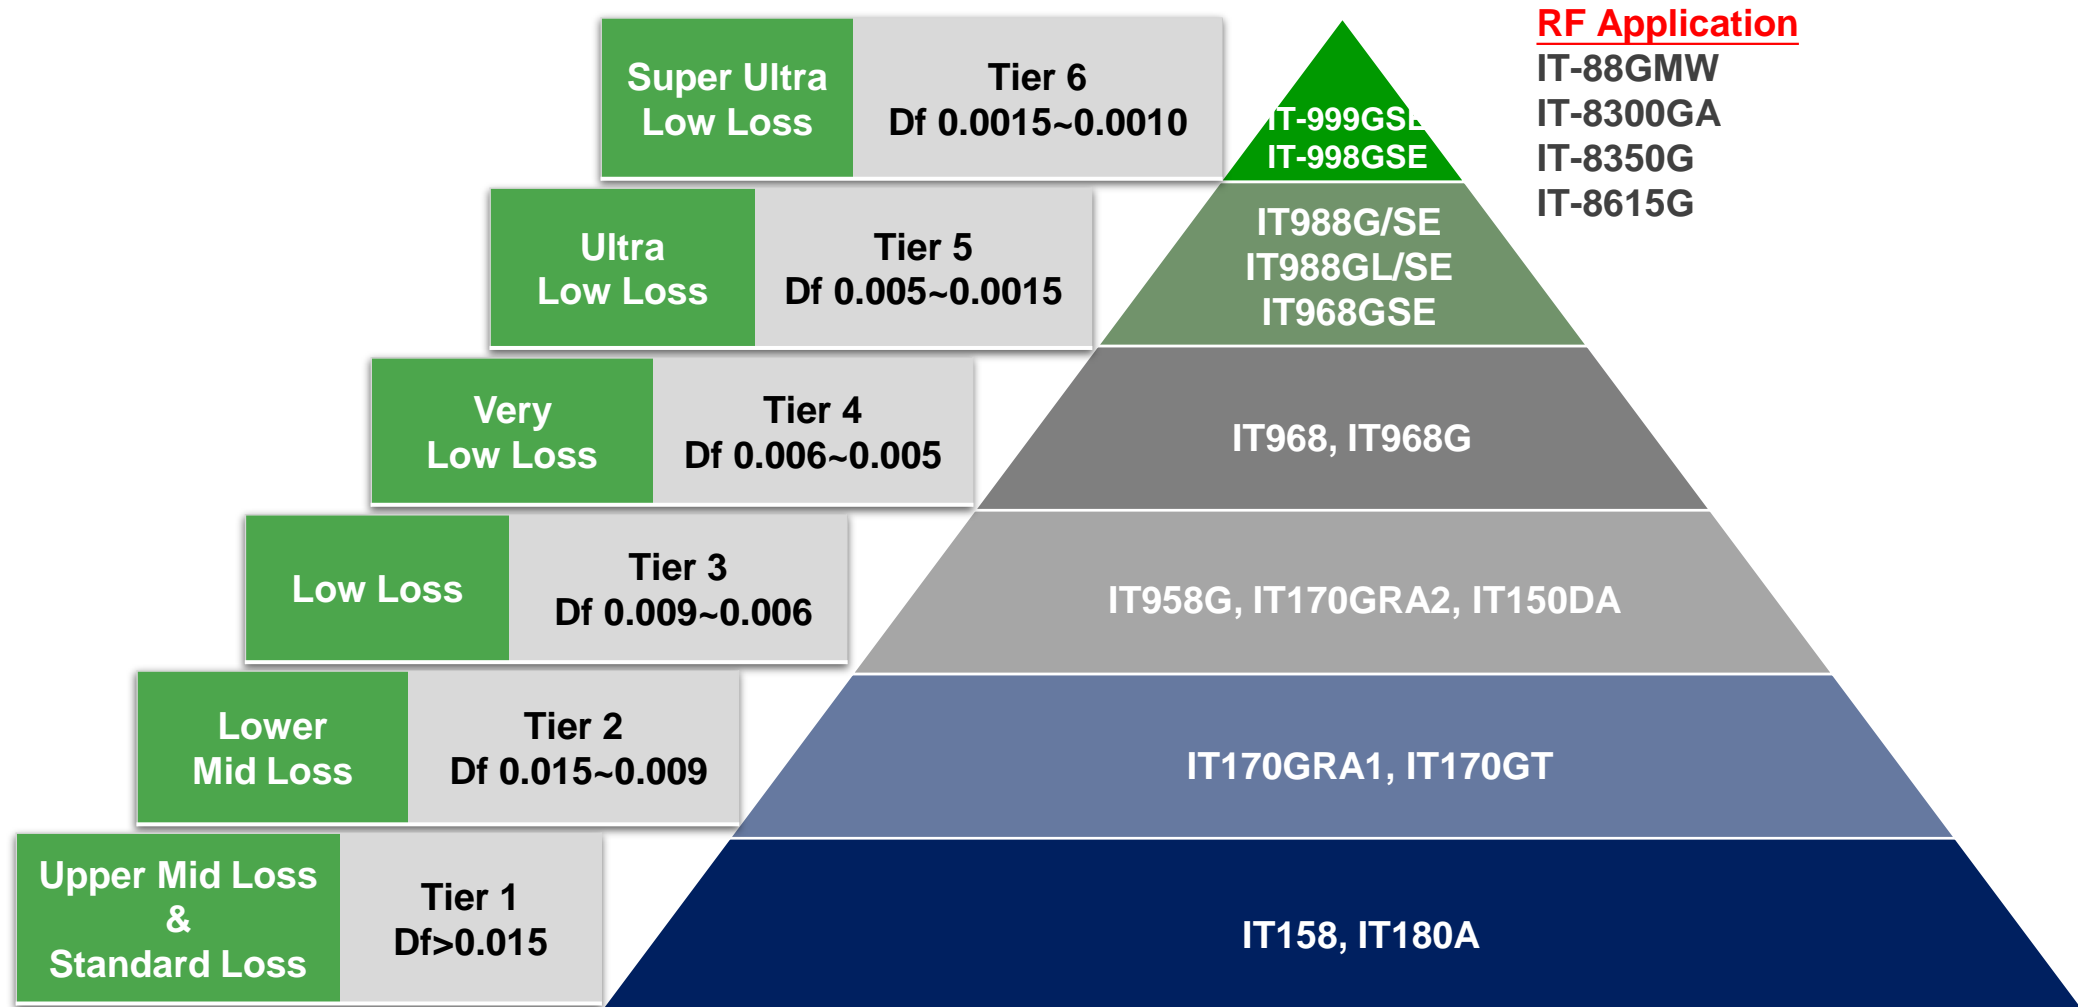 RF Application
IT-88GMW
IT-8300GA
IT-8350G
IT-8615G
Super Ultra
Low Loss
Tier 6
Df 0.0015~0.0010
IT-999GSE
IT-998GSE
Ultra
Low Loss
Tier 5
Df 0.005~0.0015
IT988G/SE
IT988GL/SE
IT968GSE
Very
Low Loss
Tier 4
Df 0.006~0.005
IT968, IT968G
Low Loss
Tier 3
Df 0.009~0.006
IT958G, IT170GRA2, IT150DA
Lower
Mid Loss
Tier 2
Df 0.015~0.009
IT170GRA1, IT170GT
Upper Mid Loss
&
Standard Loss
Tier 1
Df>0.015
IT158, IT180A